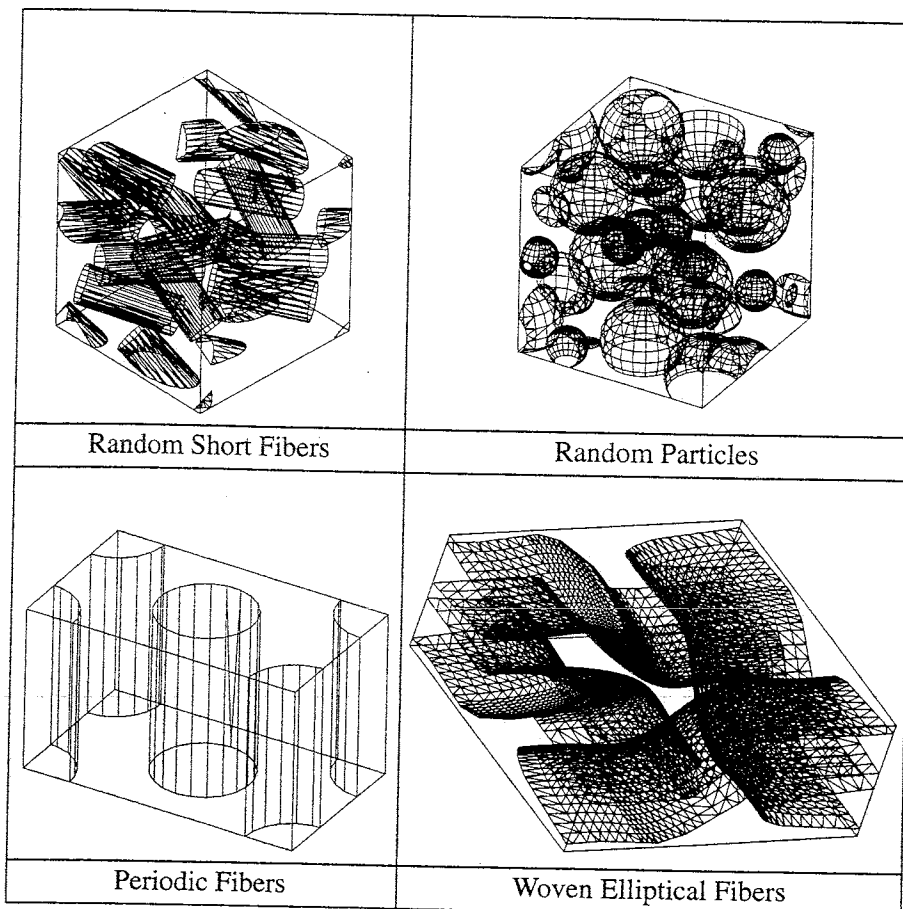 Random Short Fibers
Random Particles
Periodic Fibers
Woven Elliptical Fibers